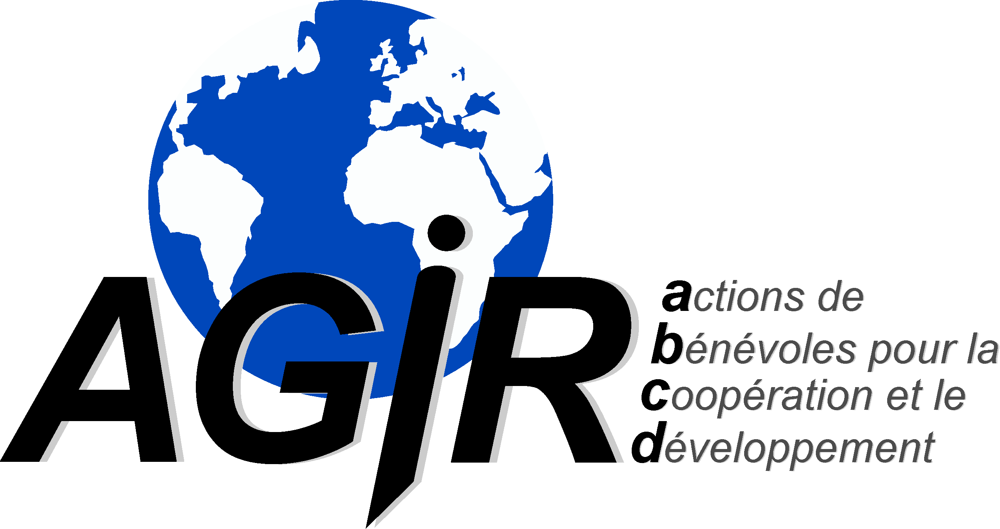 AGiR
actions de
bénévoles pour la
coopération et le
développement